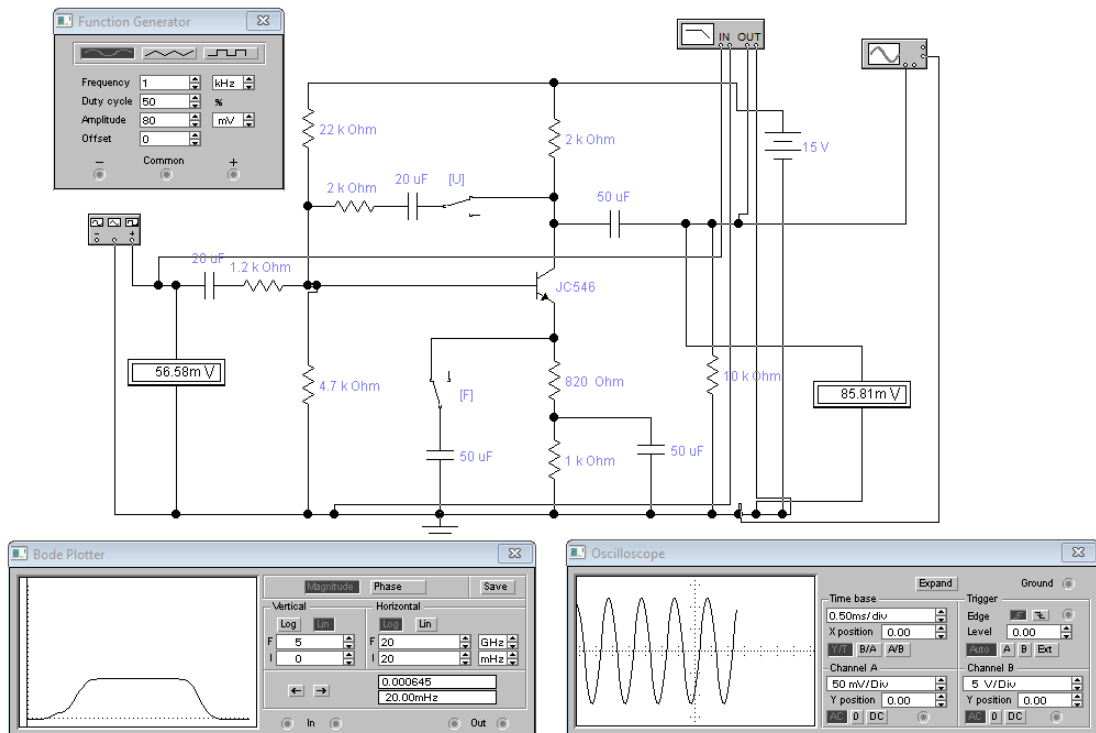 Function Generator
Frequency 1 kHz
Duty cycle 50 %
Amplitude 80 mV
Offset 0
− Common +
IN OUT
22 k Ohm
2 k Ohm
15 V
20 uF [U]
2 k Ohm
50 uF
− +
20 uF
1.2 k Ohm
JC546
56.58m V
4.7 k Ohm
[F]
820 Ohm
10 k Ohm
85.81m V
50 uF
1 k Ohm
50 uF
Bode Plotter
Magnitude Phase Save
Vertical Horizontal
Log Lin Log Lin
F 5 F 20 GHz
I 0 I 20 mHz
0.000645
20.00mHz
In Out
Oscilloscope
Expand Ground
Time base Trigger
0.50ms/div Edge
X position 0.00 Level 0.00
Y/T B/A A/B Auto A B Ext
Channel A Channel B
50 mV/Div 5 V/Div
Y position 0.00 Y position 0.00
AC 0 DC AC 0 DC